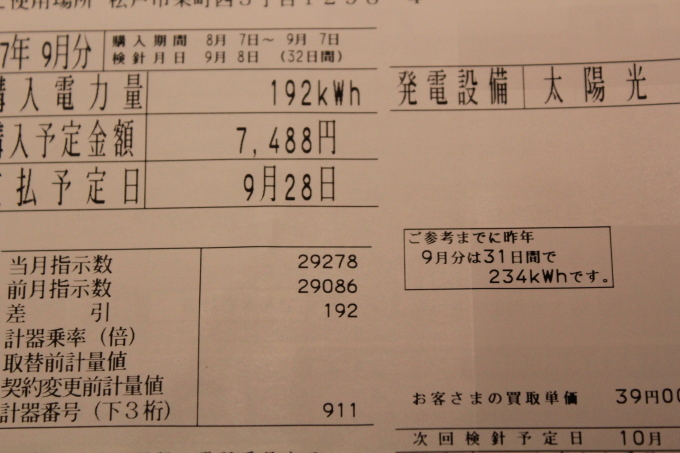 使用場所 松戸市
7年 9月分
購入期間 8月 7日～ 9月 7日
検針月日 9月 8日 (32日間)
購入電力量 192kWh
購入予定金額 7,488円
支払予定日 9月28日
発電設備 太陽光
ご参考までに昨年
9月分は31日間で
234kWhです。
当月指示数 29278
前月指示数 29086
差引 192
計器乗率（倍）
取替前計量値
契約変更前計量値
計器番号（下3桁） 911
お客さまの買取単価 39円00
次回検針予定日 10月